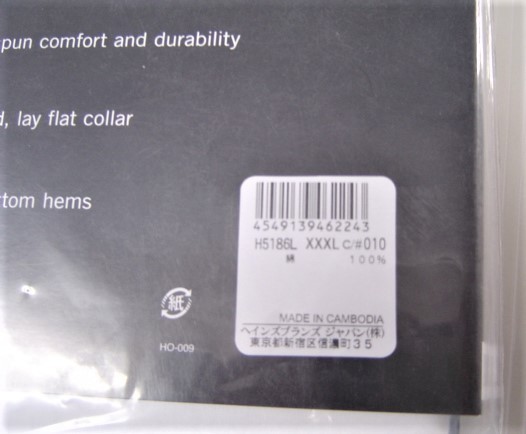 pun comfort and durability
d, lay flat collar
tom hems
4549139462243
H5186L XXXL C/#010
綿 100%
MADE IN CAMBODIA
ヘインズブランズ ジャパン(株)
東京都新宿区信濃町35
紙
HO-009